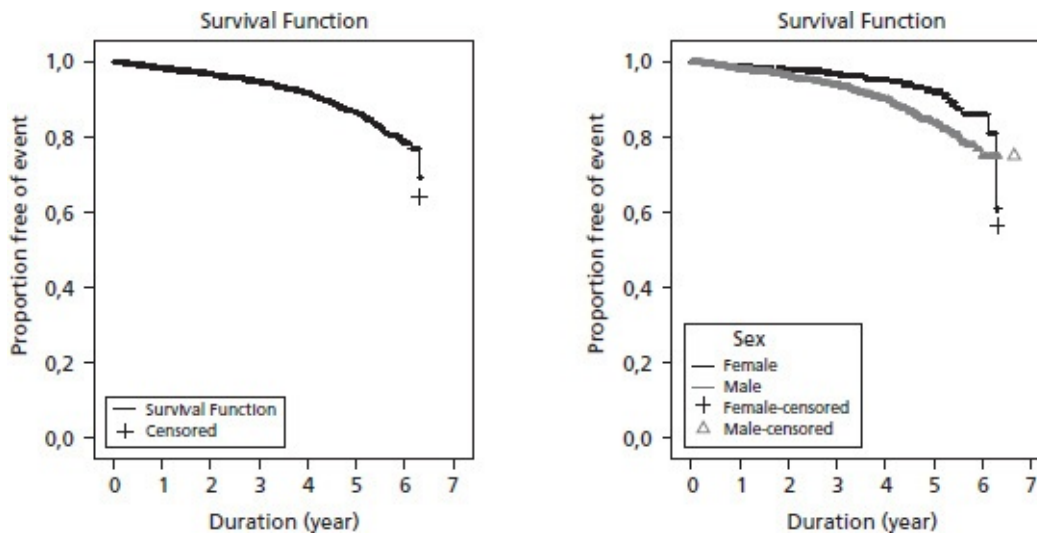 Survival Function
Proportion free of event
1,0
0,8
0,6
0,4
0,2
0,0
Survival Function
Censored
0 1 2 3 4 5 6 7
Duration (year)
Survival Function
Proportion free of event
1,0
0,8
0,6
0,4
0,2
0,0
Sex
Female
Male
Female-censored
Male-censored
0 1 2 3 4 5 6 7
Duration (year)